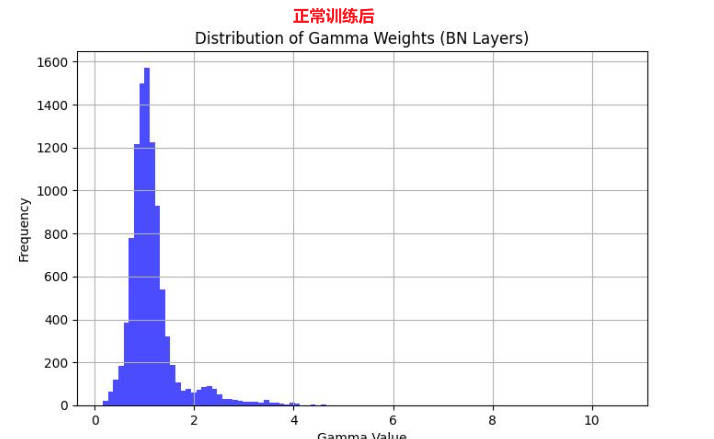 正常训练后
Distribution of Gamma Weights (BN Layers)
1600
1400
1200
1000
800
600
400
200
0
Frequency
0 2 4 6 8 10
Gamma Value